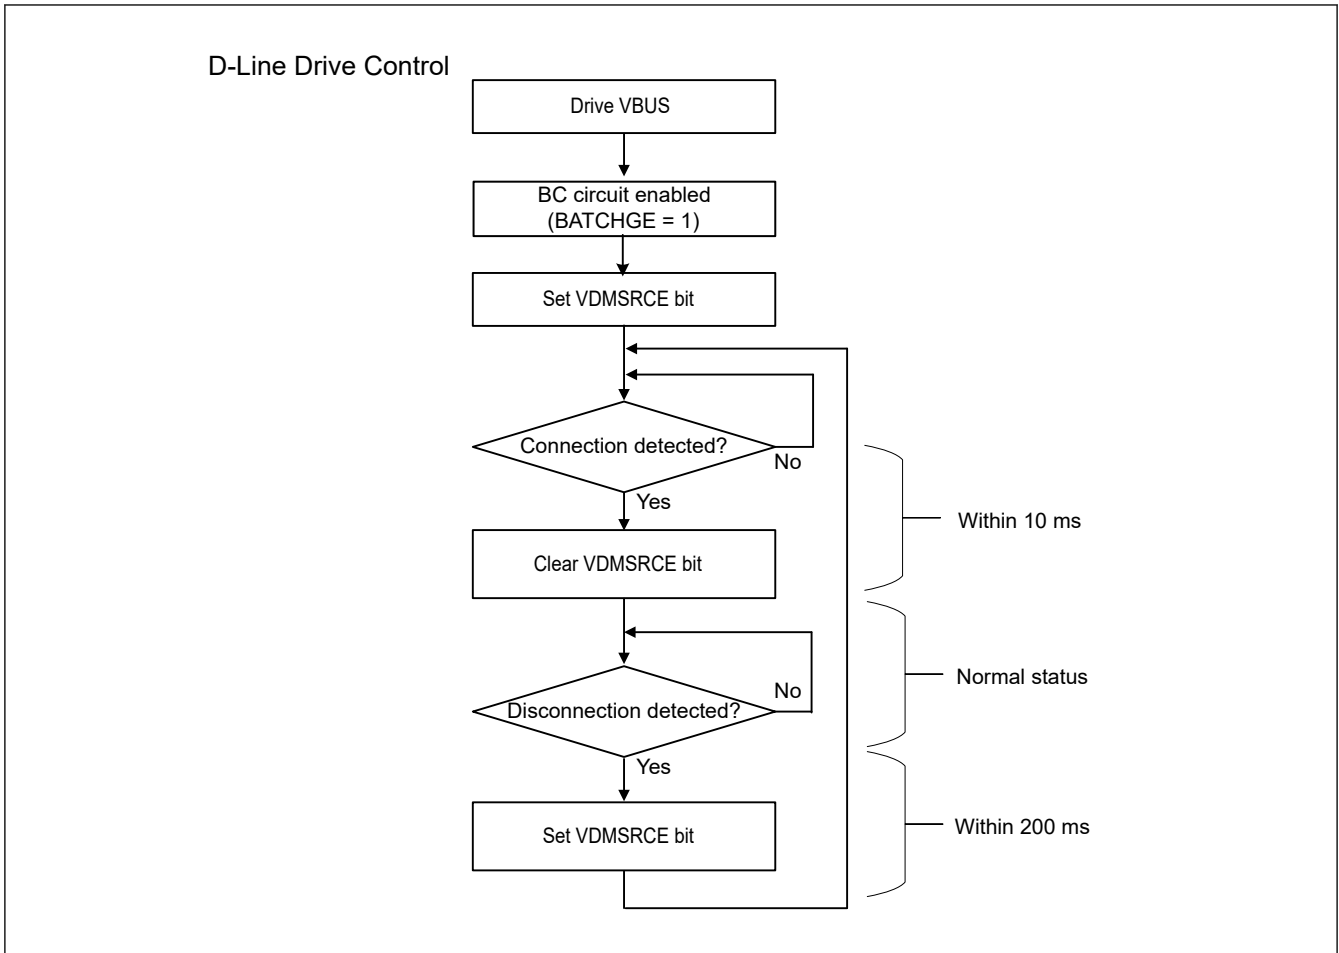 D-Line Drive Control
Drive VBUS
BC circuit enabled
(BATCHGE = 1)
Set VDMSRCE bit
Connection detected?
No
Yes
Within 10 ms
Clear VDMSRCE bit
Normal status
No
Disconnection detected?
Yes
Within 200 ms
Set VDMSRCE bit